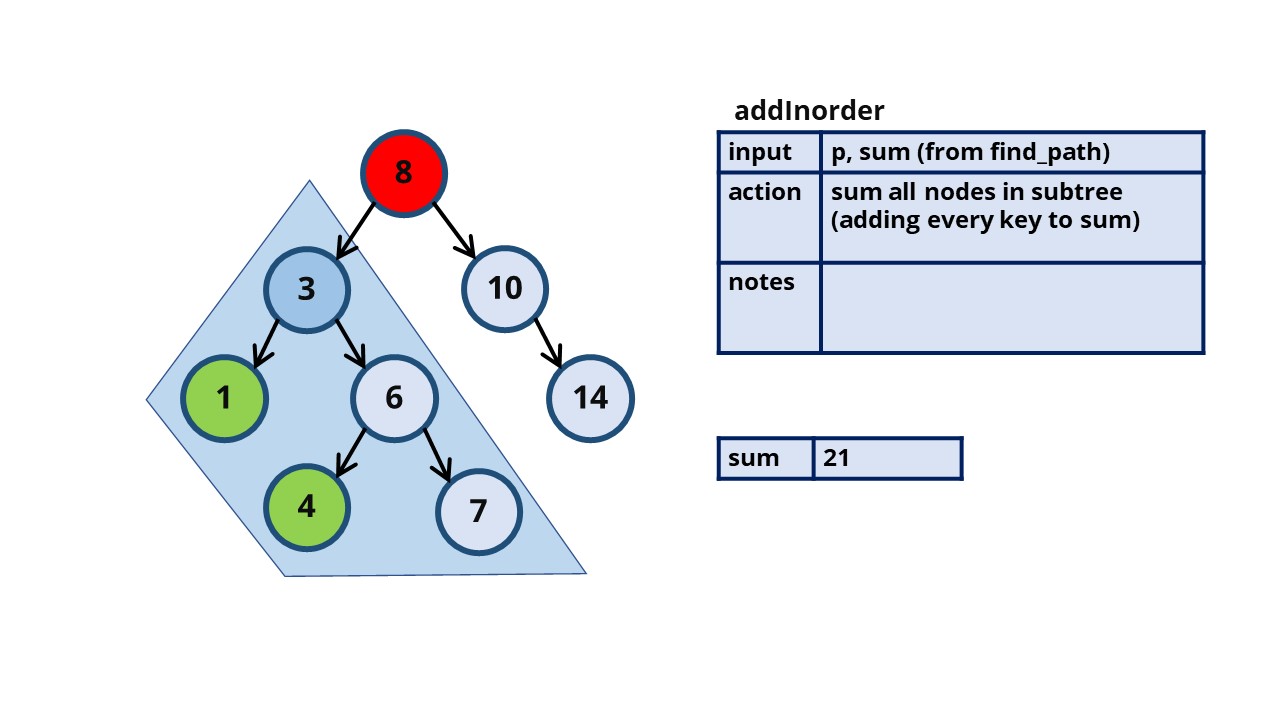 addInorder
input p, sum (from find_path)
action sum all nodes in subtree
(adding every key to sum)
notes
8
3 10
1 6 14
4 7
sum 21